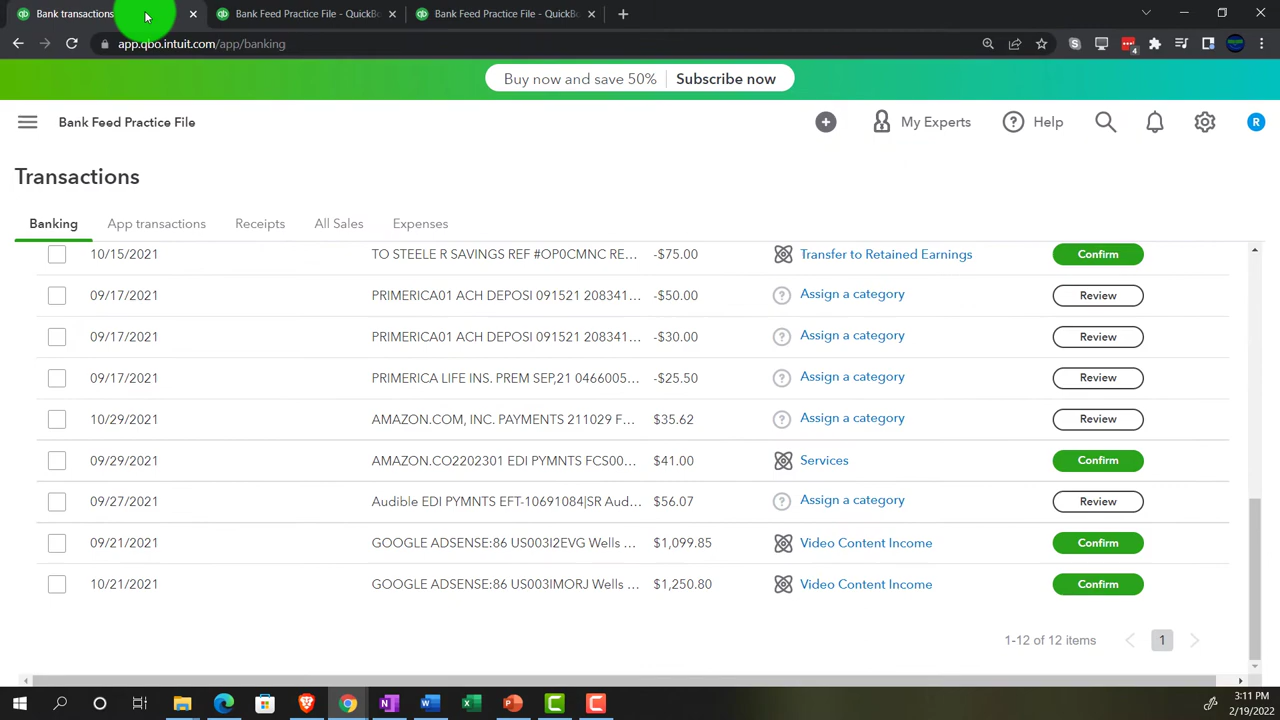 Bank transactions
Bank Feed Practice File - QuickBo
Bank Feed Practice File - QuickBo
app.qbo.intuit.com/app/banking
4
Buy now and save 50% Subscribe now
Bank Feed Practice File
My Experts
Help
R
Transactions
Banking App transactions Receipts All Sales Expenses
10/15/2021 TO STEELE R SAVINGS REF #OP0CMNC RE... -$75.00 Transfer to Retained Earnings Confirm
09/17/2021 PRIMERICA01 ACH DEPOSI 091521 208341... -$50.00 Assign a category Review
09/17/2021 PRIMERICA01 ACH DEPOSI 091521 208341... -$30.00 Assign a category Review
09/17/2021 PRIMERICA LIFE INS. PREM SEP,21 0466005... -$25.50 Assign a category Review
10/29/2021 AMAZON.COM, INC. PAYMENTS 211029 F... $35.62 Assign a category Review
09/29/2021 AMAZON.CO2202301 EDI PYMNTS FCS00... $41.00 Services Confirm
09/27/2021 Audible EDI PYMNTS EFT-10691084|SR Aud... $56.07 Assign a category Review
09/21/2021 GOOGLE ADSENSE:86 US003I2EVG Wells ... $1,099.85 Video Content Income Confirm
10/21/2021 GOOGLE ADSENSE:86 US003IMORJ Wells ... $1,250.80 Video Content Income Confirm
1-12 of 12 items 1
3:11 PM
2/19/2022